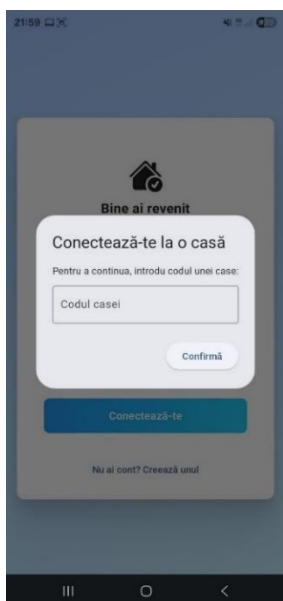 21:59
Bine ai revenit
Conectează-te la o casă
Pentru a continua, introdu codul unei case:
Codul casei
Confirmă
Conectează-te
Nu ai cont? Creează unul